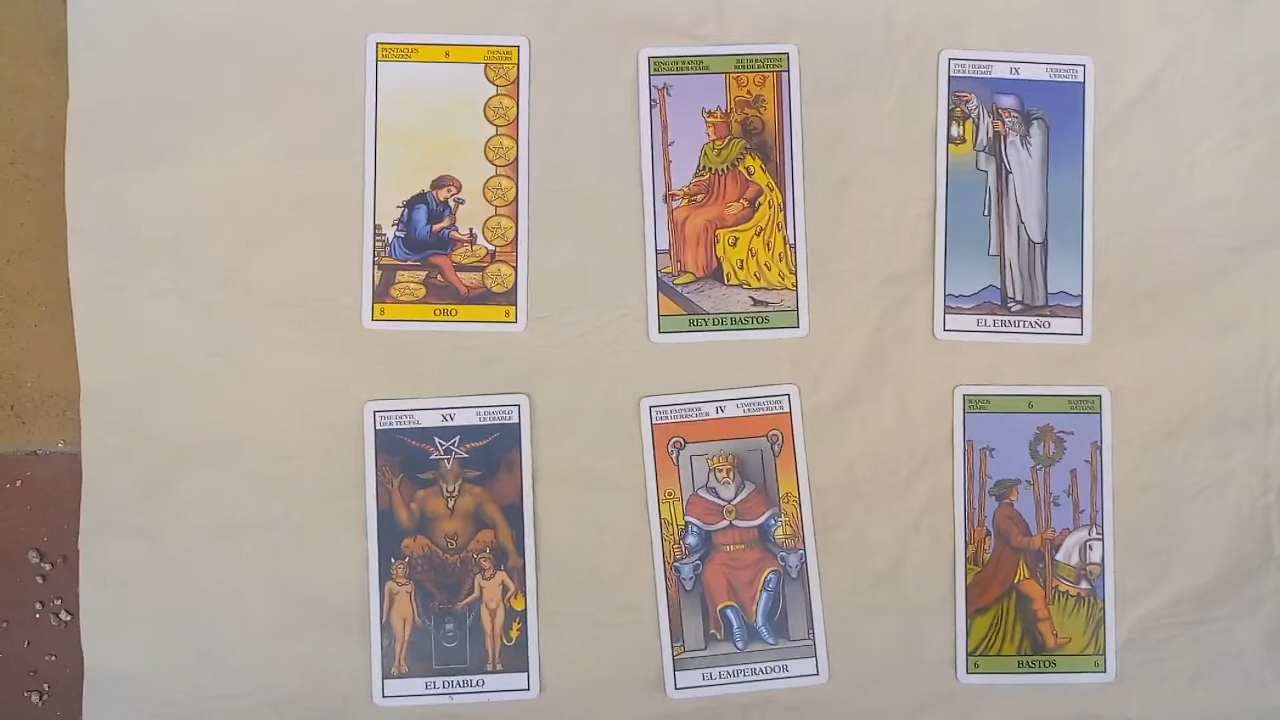 PENTACLES 8 DENARI
MÜNZEN DENIERS
8 ORO 8
KING OF WANDS RE DI BASTONI
KÖNIG DER STÄBE ROI DE BÂTONS
REY DE BASTOS
THE HERMIT IX L'EREMITA
DER EREMIT L'ERMITE
EL ERMITAÑO
THE DEVIL XV IL DIAVOLO
DER TEUFEL LE DIABLE
EL DIABLO
THE EMPEROR IV L'IMPERATORE
DER HERRSCHER L'EMPEREUR
EL EMPERADOR
WANDS 6 BASTONI
STÄBE BÂTONS
6 BASTOS 6